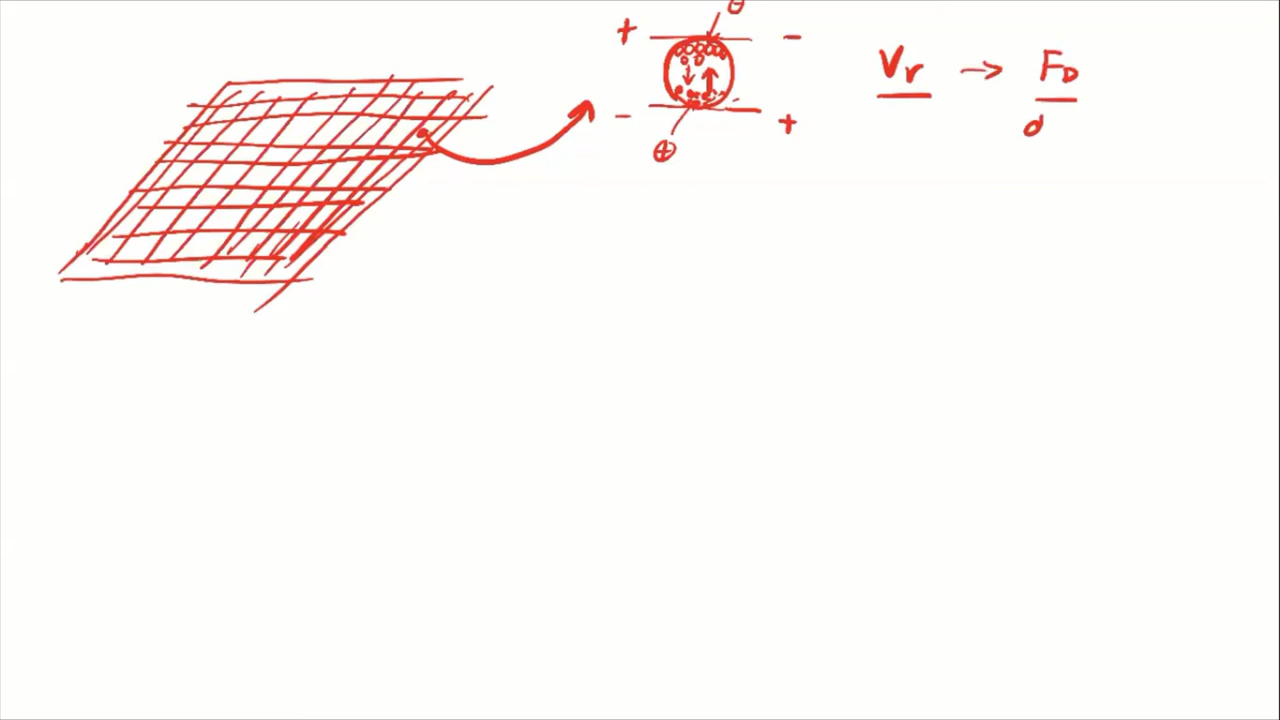 θ
+ -
Vr → FD
d
- +
⊕